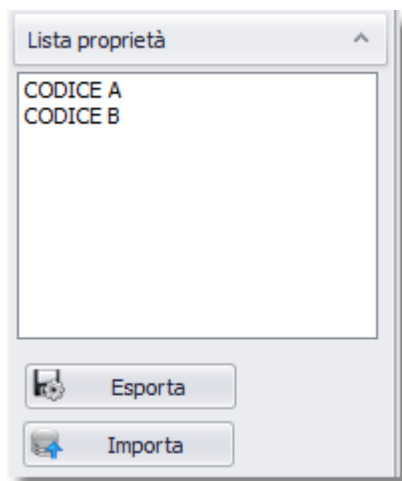 Lista proprietà
CODICE A
CODICE B
Esporta
Importa